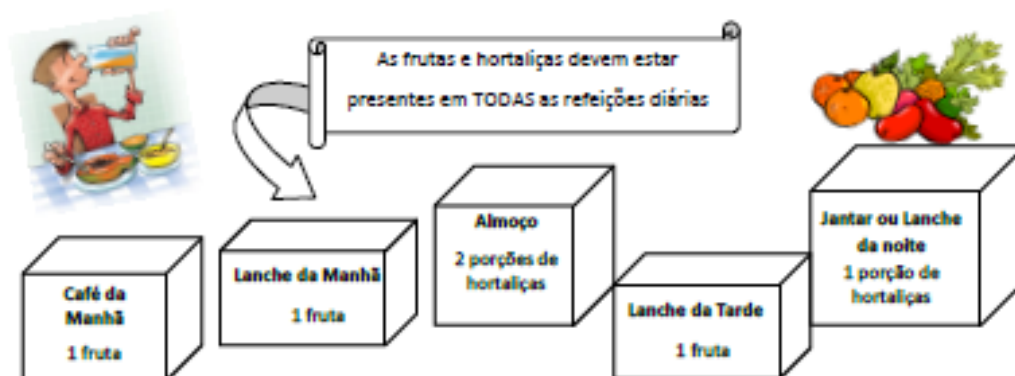 As frutas e hortaliças devem estar
presentes em TODAS as refeições diárias
Café da
Manhã
1 fruta
Lanche da Manhã
1 fruta
Almoço
2 porções de
hortaliças
Lanche da Tarde
1 fruta
Jantar ou Lanche
da noite
1 porção de
hortaliças